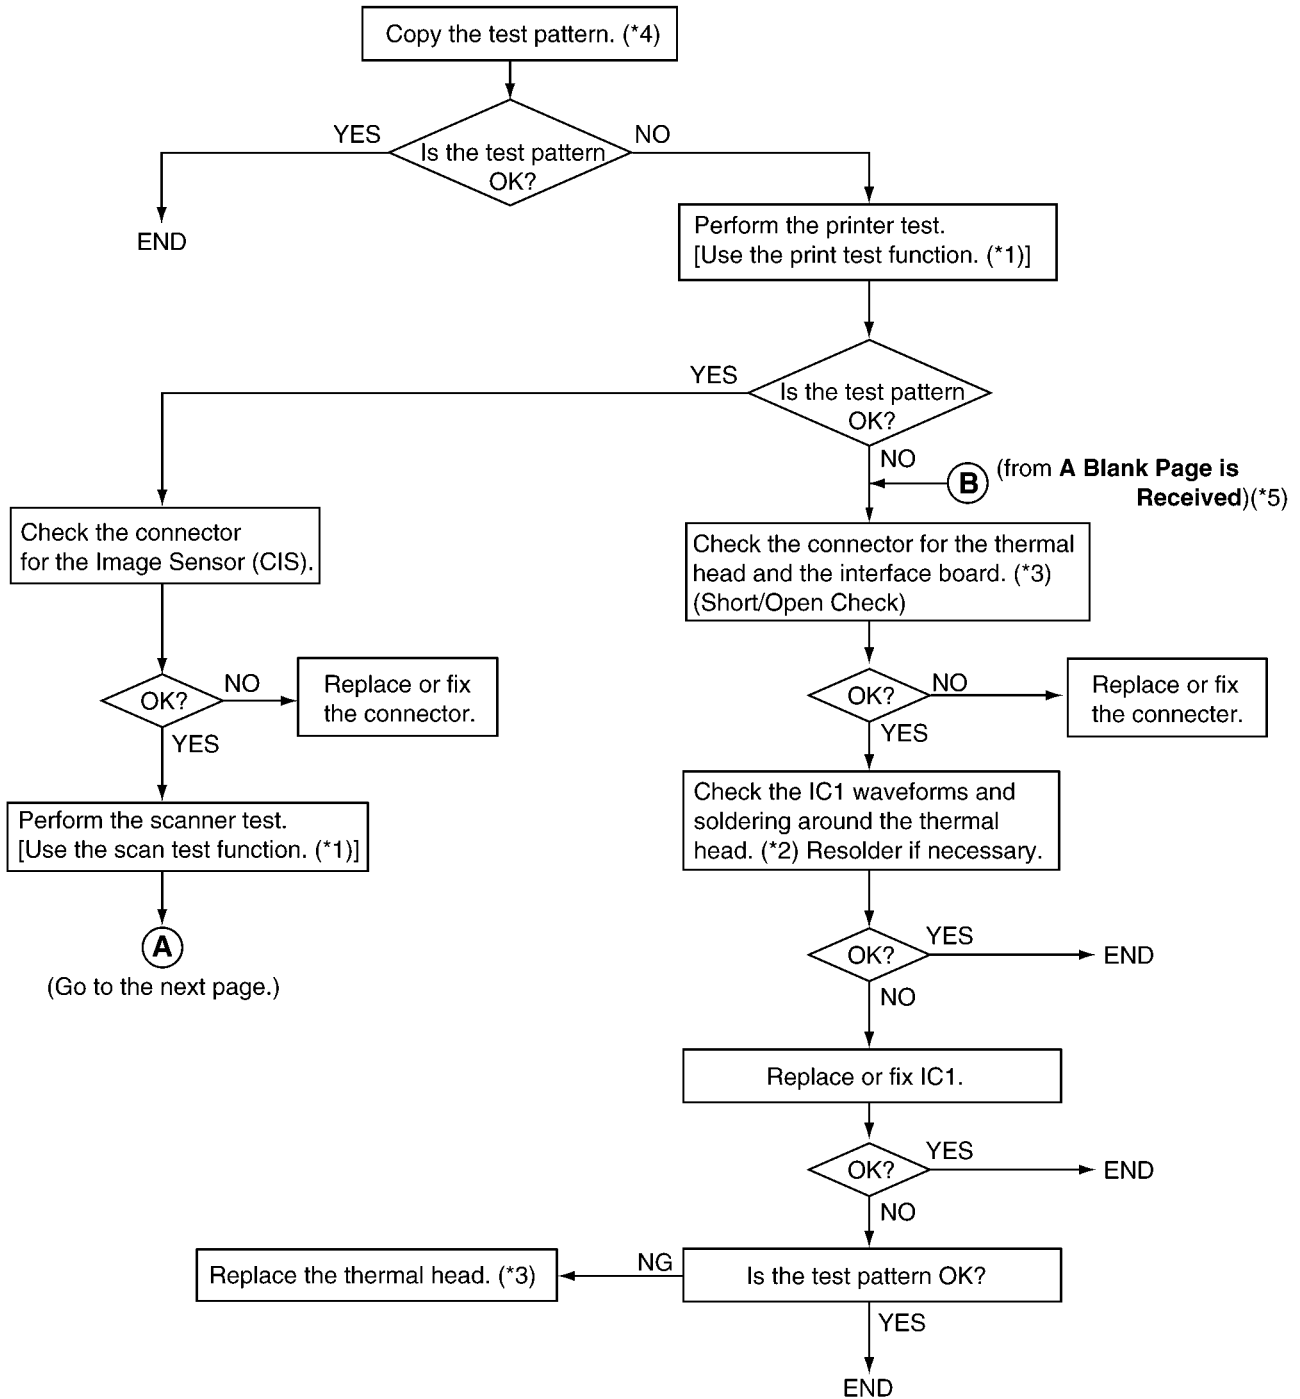 Copy the test pattern. (*4)
YES
NO
Is the test pattern
OK?
END
Perform the printer test.
[Use the print test function. (*1)]
YES
Is the test pattern
OK?
NO
B
(from A Blank Page is
Received)(*5)
Check the connector
for the Image Sensor (CIS).
Check the connector for the thermal
head and the interface board. (*3)
(Short/Open Check)
OK?
NO
Replace or fix
the connector.
YES
OK?
NO
Replace or fix
the connecter.
YES
Perform the scanner test.
[Use the scan test function. (*1)]
Check the IC1 waveforms and
soldering around the thermal
head. (*2) Resolder if necessary.
A
(Go to the next page.)
OK?
YES
END
NO
Replace or fix IC1.
OK?
YES
END
NO
Replace the thermal head. (*3)
NG
Is the test pattern OK?
YES
END